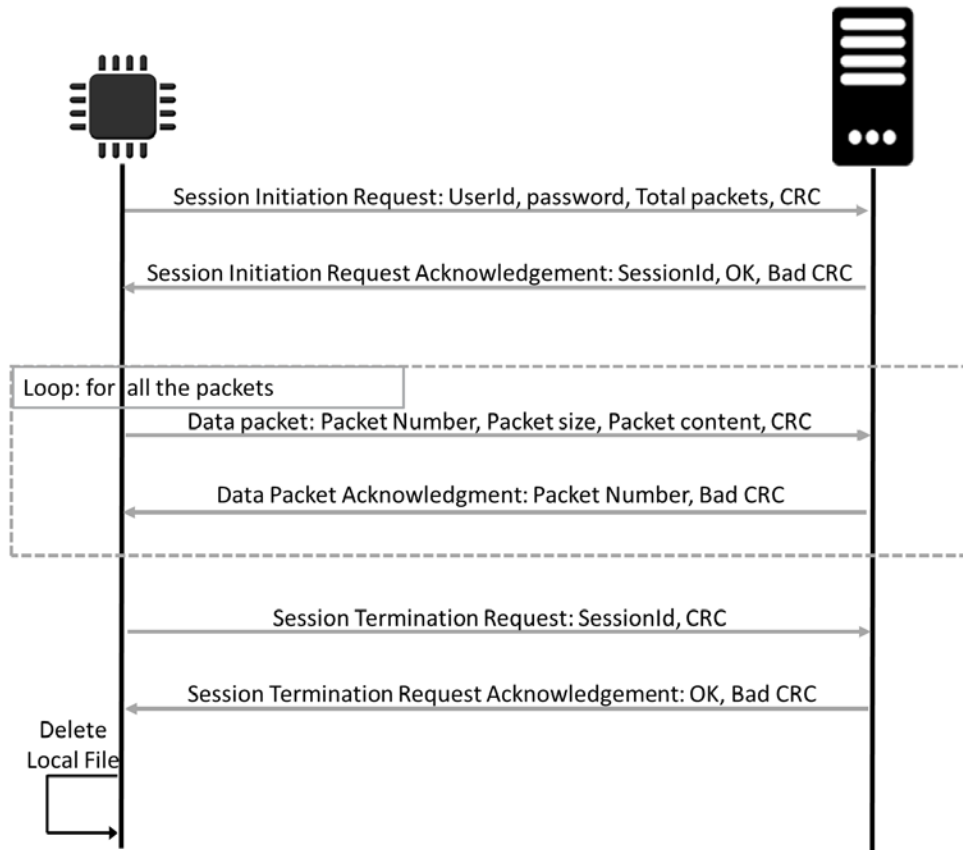 Session Initiation Request: UserId, password, Total packets, CRC
Session Initiation Request Acknowledgement: SessionId, OK, Bad CRC
Loop: for all the packets
Data packet: Packet Number, Packet size, Packet content, CRC
Data Packet Acknowledgment: Packet Number, Bad CRC
Session Termination Request: SessionId, CRC
Session Termination Request Acknowledgement: OK, Bad CRC
Delete
Local File